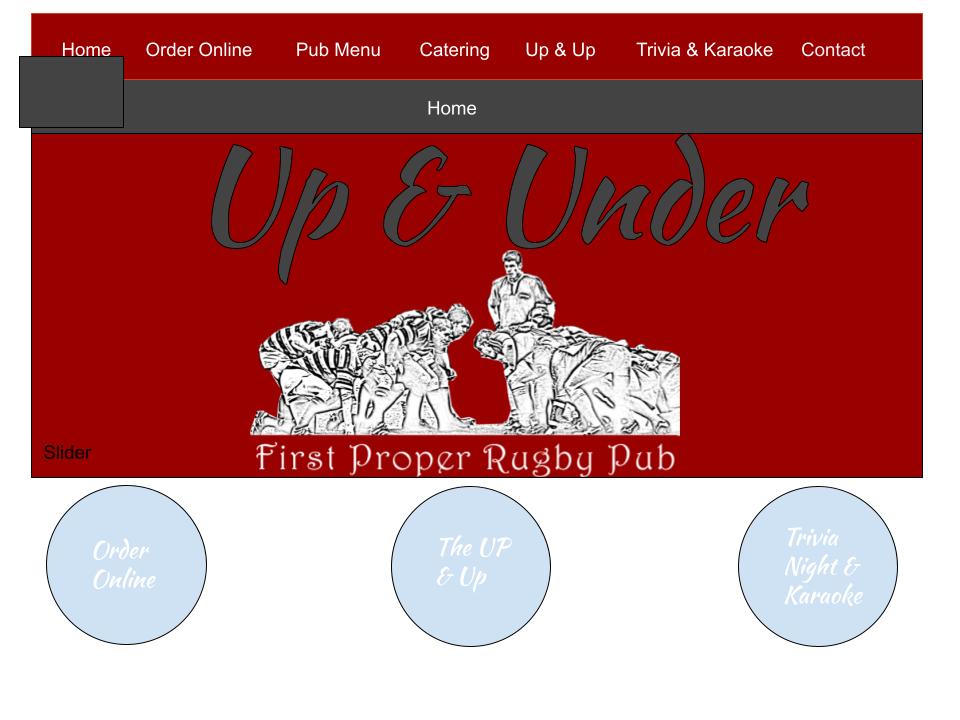 Home Order Online Pub Menu Catering Up & Up Trivia & Karaoke Contact
Home
Up & Under
First Proper Rugby Pub
Slider
Order
Online
The UP
& Up
Trivia
Night &
Karaoke